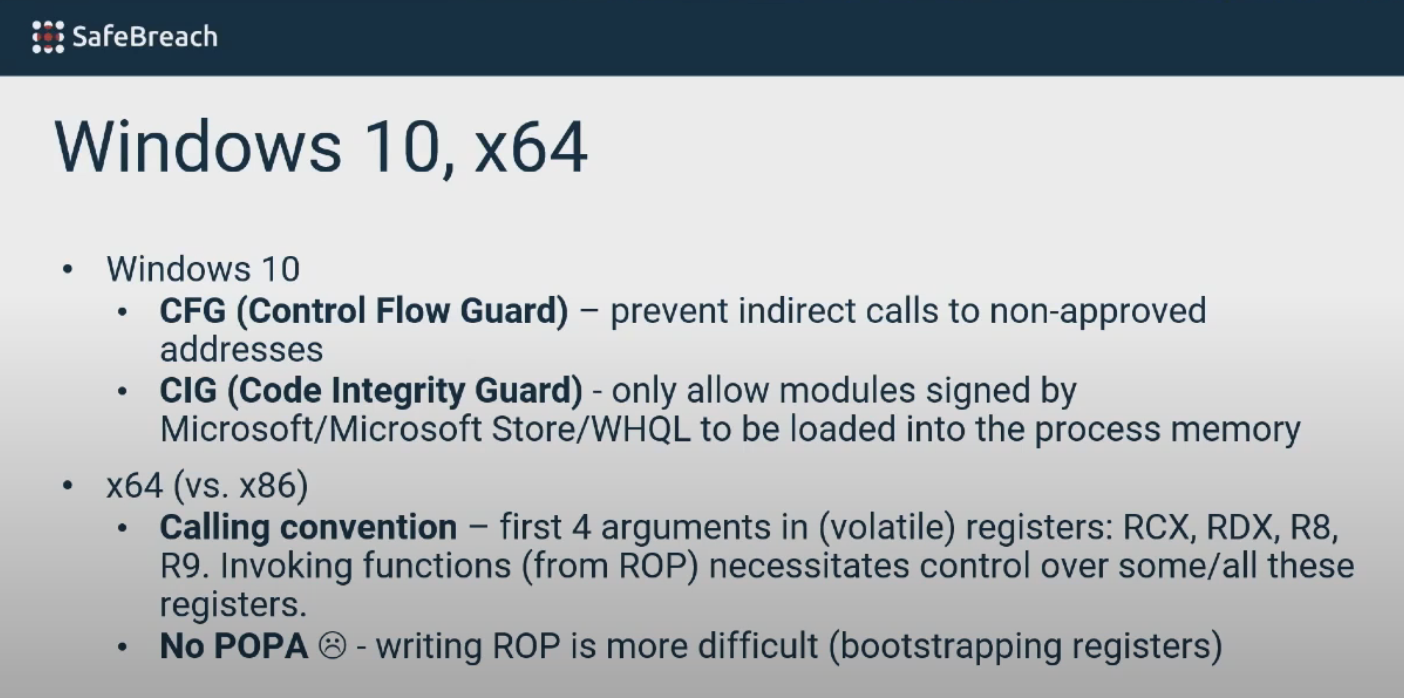 SafeBreach
Windows 10, x64
• Windows 10
• CFG (Control Flow Guard) – prevent indirect calls to non-approved
addresses
• CIG (Code Integrity Guard) - only allow modules signed by
Microsoft/Microsoft Store/WHQL to be loaded into the process memory
• x64 (vs. x86)
• Calling convention – first 4 arguments in (volatile) registers: RCX, RDX, R8,
R9. Invoking functions (from ROP) necessitates control over some/all these
registers.
• No POPA ☹ - writing ROP is more difficult (bootstrapping registers)